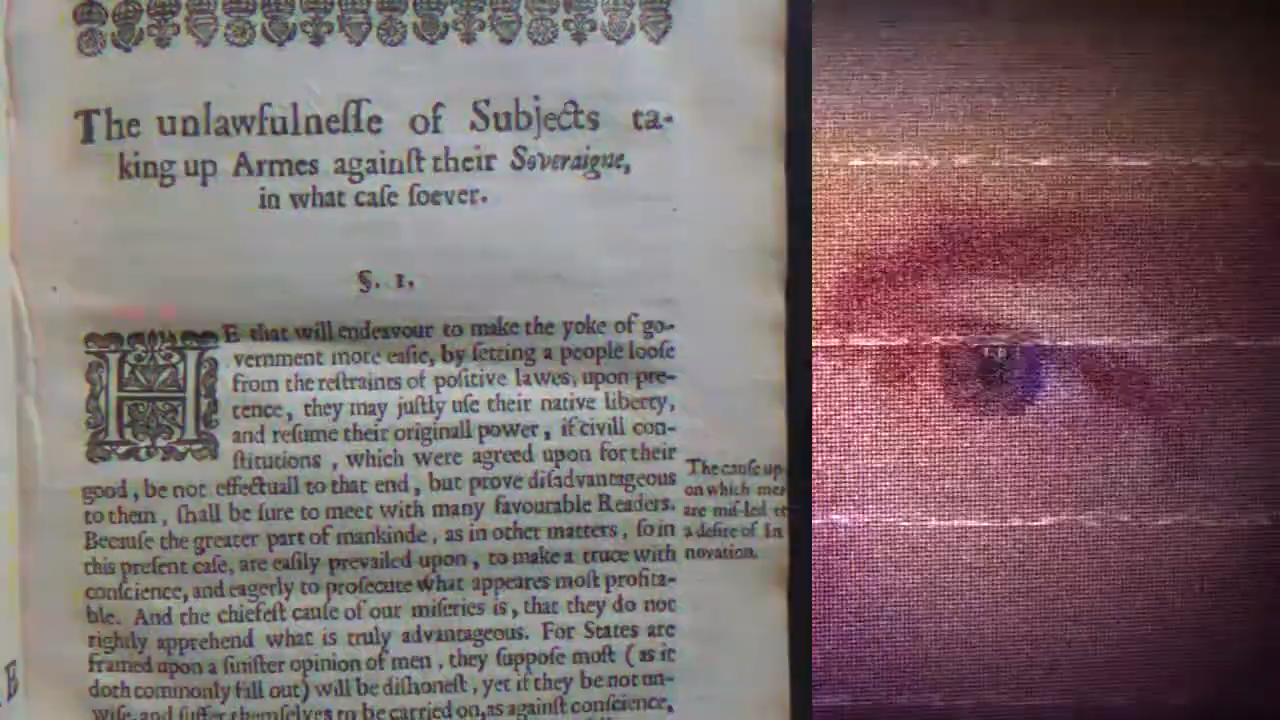 The unlawfulnesse of Subjects ta-
king up Armes against their Soveraigne,
in what case soever.
§. 1.
HE that will endeavour to make the yoke of go-
vernment more easie, by setting a people loose
from the restraints of positive lawes, upon pre-
tence, they may justly use their native liberty,
and resume their originall power, if civill con-
stitutions, which were agreed upon for their
good, be not effectuall to that end, but prove disadvantageous
to them, shall be sure to meet with many favourable Readers.
Because the greater part of mankinde, as in other matters, so in
this present case, are easily prevailed upon, to make a truce with
conscience, and eagerly to prosecute what appeares most profita-
ble. And the chiefest cause of our miseries is, that they do not
rightly apprehend what is truly advantageous. For States are
framed upon a sinister opinion of men, they suppose most (as it
doth commonly fall out) will be dishonest, yet if they be not un-
wise, and suffer themselves to be carried on, as against conscience,
The cause up-
on which men
are mis-led
a desire of In
novation.
E